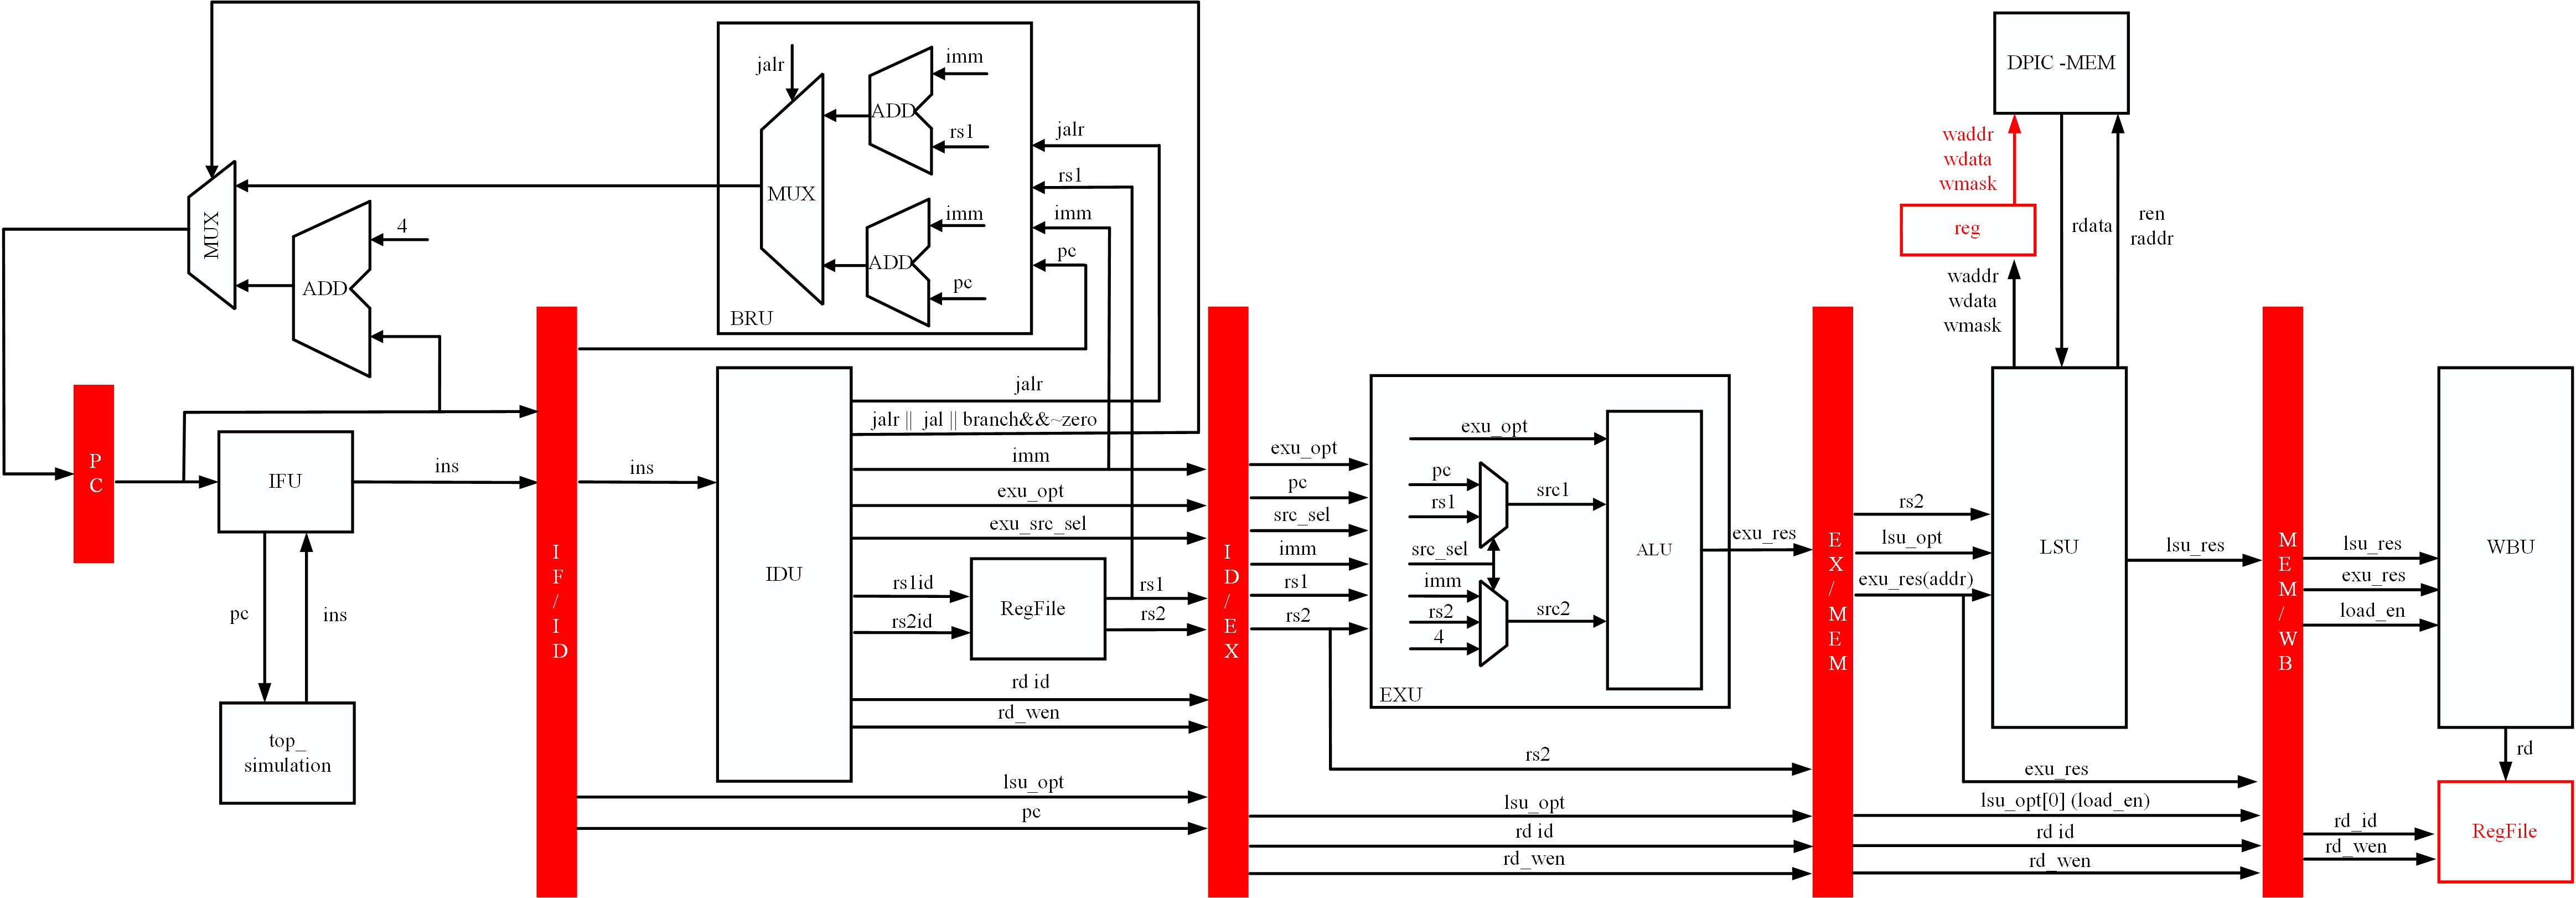 jalr
imm
ADD
rs1
MUX
imm
ADD
pc
BRU
jalr
rs1
imm
pc
MUX
4
ADD
P
C
IFU
ins
pc
ins
top_
simulation
I
F
/
I
D
ins
IDU
jalr
jalr || jal || branch&&~zero
imm
exu_opt
exu_src_sel
rs1id
rs2id
RegFile
rs1
rs2
rd id
rd_wen
lsu_opt
pc
I
D
/
E
X
exu_opt
pc
src_sel
imm
rs1
rs2
exu_opt
pc
rs1
src1
src_sel
imm
rs2
4
src2
ALU
EXU
exu_res
rs2
lsu_opt
rd id
rd_wen
E
X
/
M
E
M
rs2
lsu_opt
exu_res(addr)
DPIC -MEM
waddr
wdata
wmask
reg
waddr
wdata
wmask
rdata
ren
raddr
LSU
lsu_res
exu_res
lsu_opt[0] (load_en)
rd id
rd_wen
M
E
M
/
W
B
lsu_res
exu_res
load_en
WBU
rd
rd_id
rd_wen
RegFile